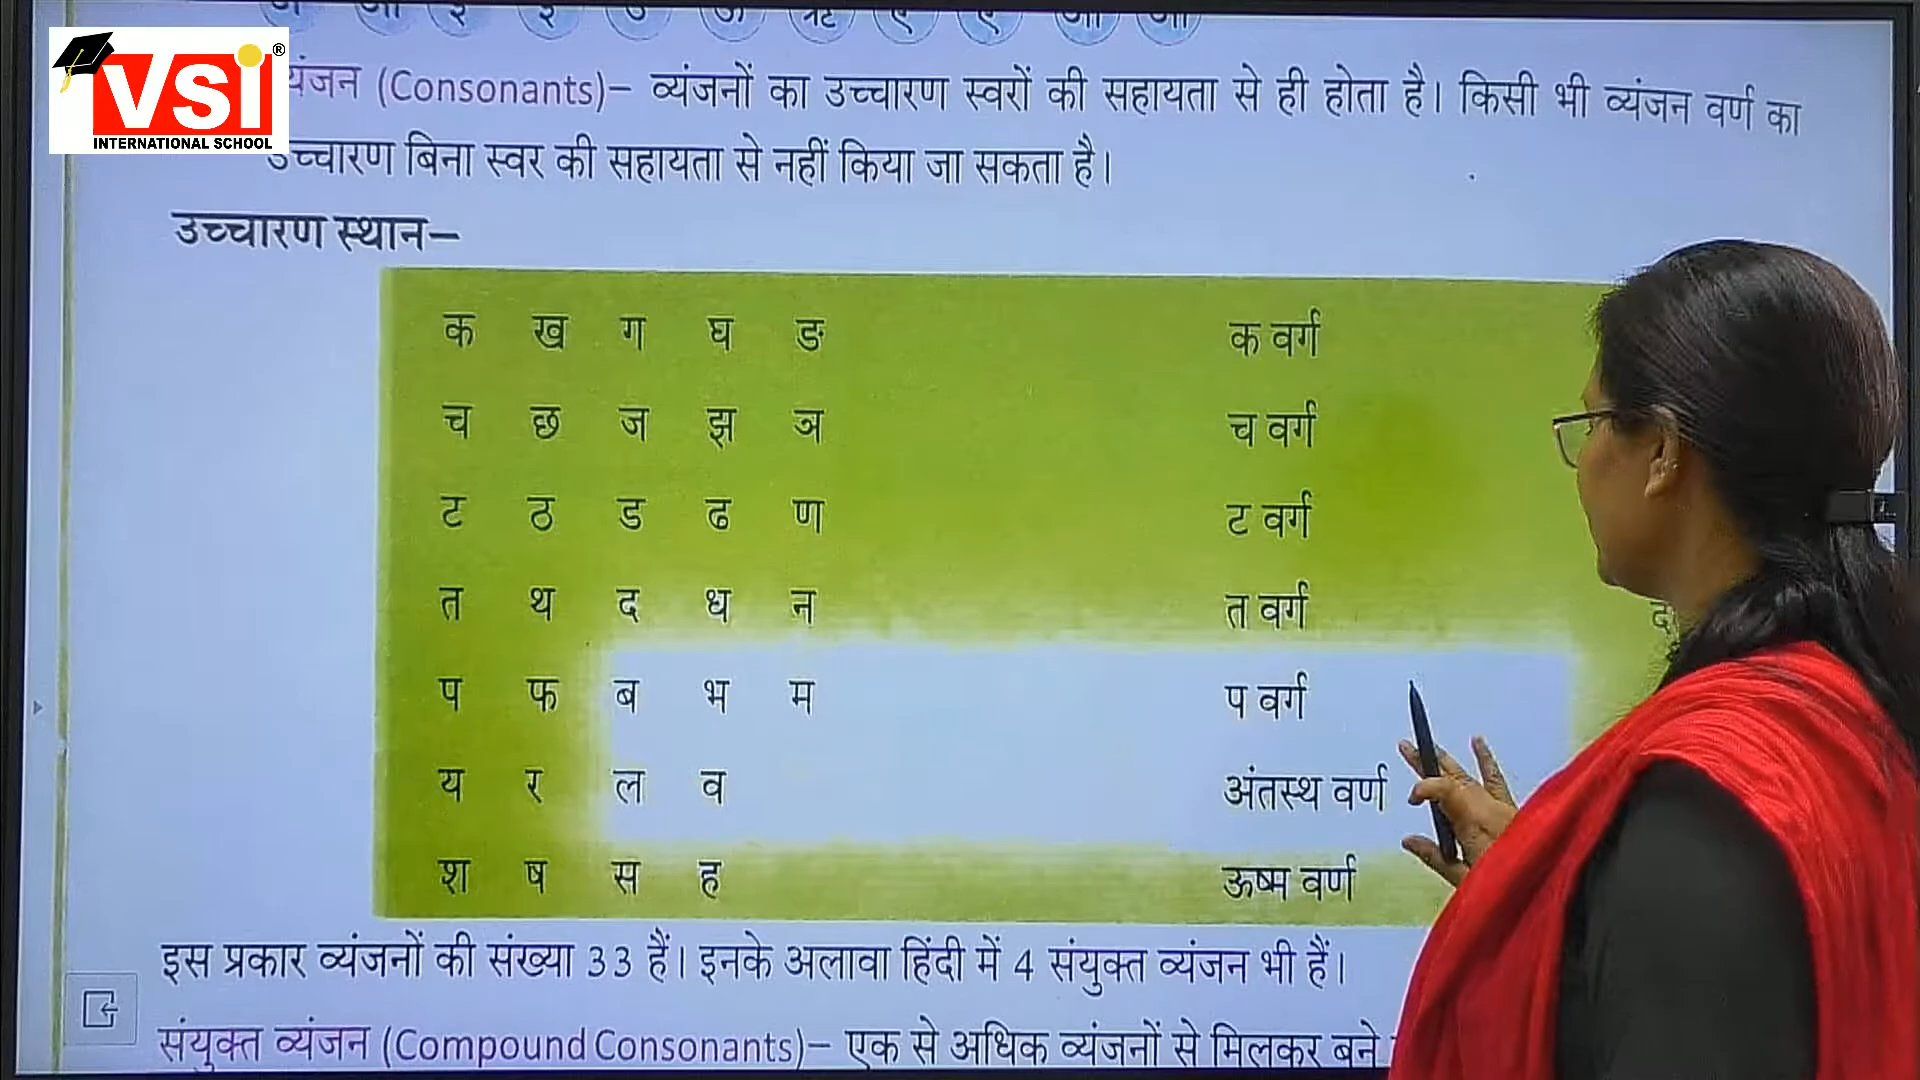 VSI ®
INTERNATIONAL SCHOOL
(Consonants)– व्यंजनों का उच्चारण स्वरों की सहायता से ही होता है। किसी भी व्यंजन वर्ण का
उच्चारण बिना स्वर की सहायता से नहीं किया जा सकता है।
उच्चारण स्थान–
क ख ग घ ङ क वर्ग
च छ ज झ ञ च वर्ग
ट ठ ड ढ ण ट वर्ग
त थ द ध न त वर्ग
प फ ब भ म प वर्ग
य र ल व अंतस्थ वर्ण
श ष स ह ऊष्म वर्ण
इस प्रकार व्यंजनों की संख्या 33 हैं। इनके अलावा हिंदी में 4 संयुक्त व्यंजन भी हैं।
संयुक्त व्यंजन (Compound Consonants)– एक से अधिक व्यंजनों से मिलकर बने